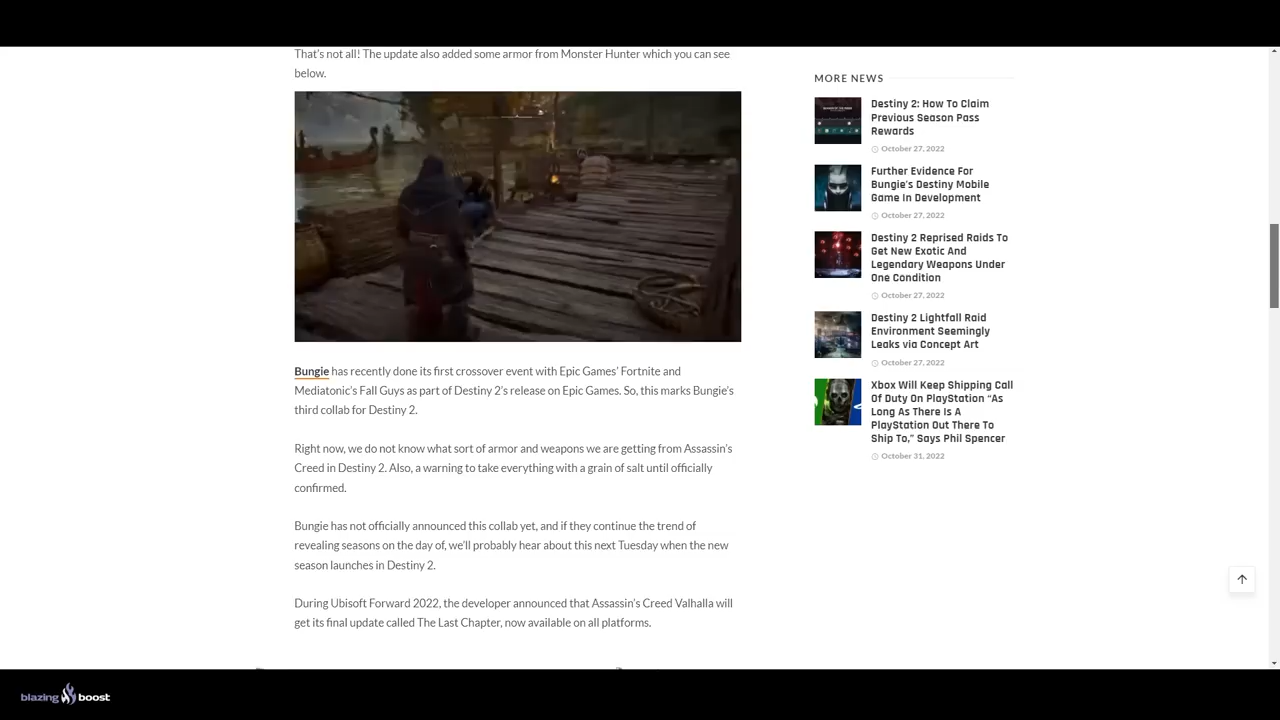 That's not all! The update also added some armor from Monster Hunter which you can see
below.
Bungie has recently done its first crossover event with Epic Games' Fortnite and
Mediatonic's Fall Guys as part of Destiny 2's release on Epic Games. So, this marks Bungie's
third collab for Destiny 2.
Right now, we do not know what sort of armor and weapons we are getting from Assassin's
Creed in Destiny 2. Also, a warning to take everything with a grain of salt until officially
confirmed.
Bungie has not officially announced this collab yet, and if they continue the trend of
revealing seasons on the day of, we'll probably hear about this next Tuesday when the new
season launches in Destiny 2.
During Ubisoft Forward 2022, the developer announced that Assassin's Creed Valhalla will
get its final update called The Last Chapter, now available on all platforms.
MORE NEWS
Destiny 2: How To Claim
Previous Season Pass
Rewards
October 27, 2022
Further Evidence For
Bungie's Destiny Mobile
Game In Development
October 27, 2022
Destiny 2 Reprised Raids To
Get New Exotic And
Legendary Weapons Under
One Condition
October 27, 2022
Destiny 2 Lightfall Raid
Environment Seemingly
Leaks via Concept Art
October 27, 2022
Xbox Will Keep Shipping Call
Of Duty On PlayStation “As
Long As There Is A
PlayStation Out There To
Ship To,” Says Phil Spencer
October 31, 2022
blazing boost